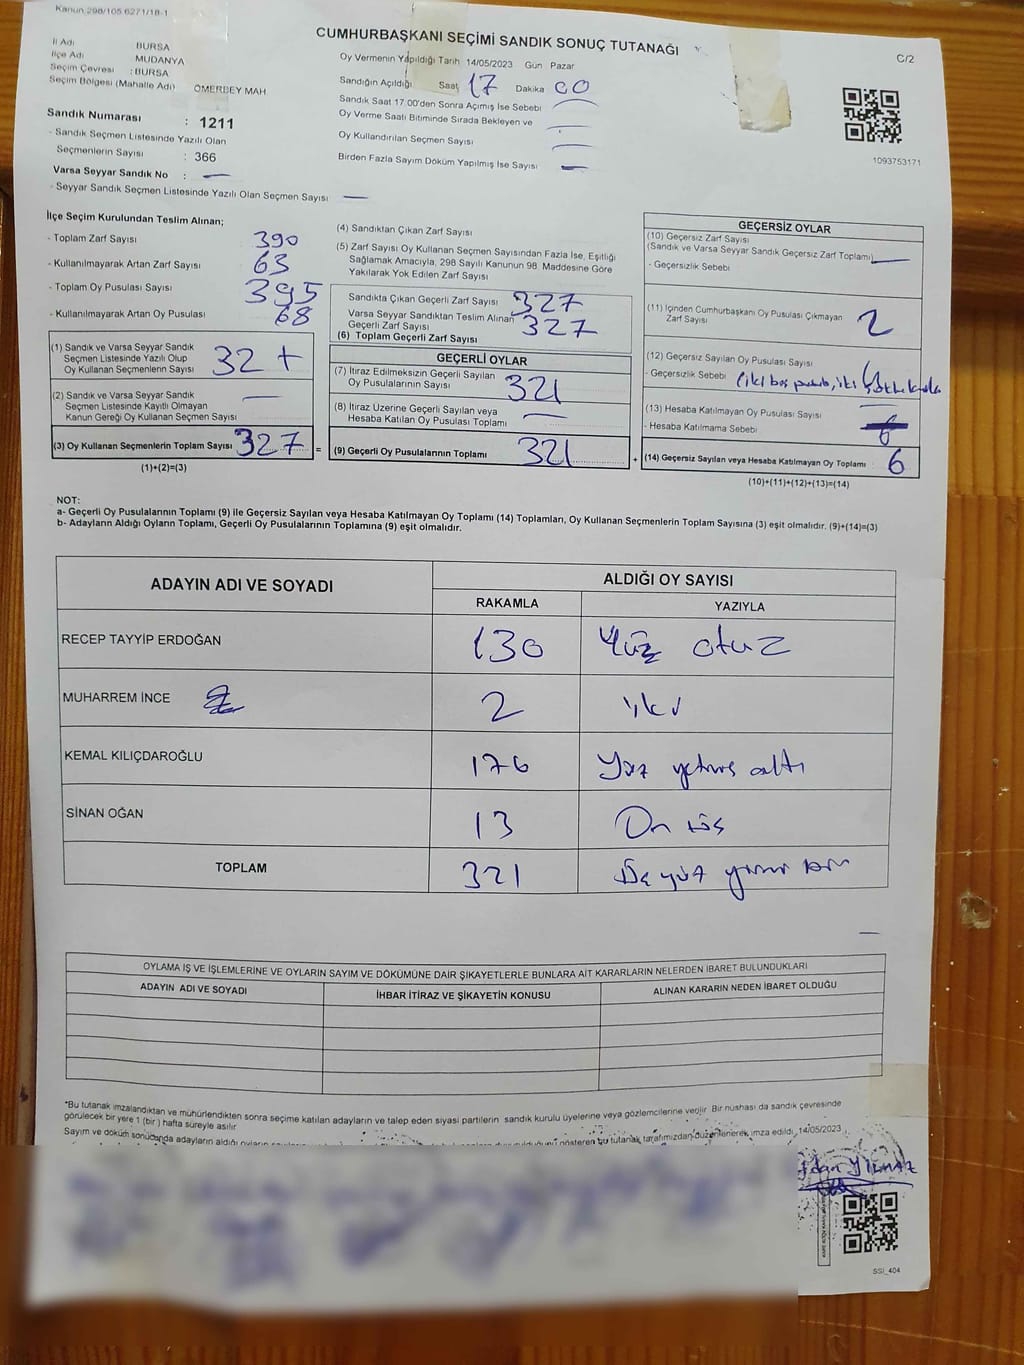 Kanun 298/105 6271/18-1
CUMHURBAŞKANI SEÇİMİ SANDIK SONUÇ TUTANAĞI
C/2
İl Adı BURSA
İlçe Adı MUDANYA
Seçim Çevresi : BURSA
Seçim Bölgesi (Mahalle Adı) ÖMERBEY MAH
Sandık Numarası : 1211
- Sandık Seçmen Listesinde Yazılı Olan
Seçmenlerin Sayısı : 366
Varsa Seyyar Sandık No : —
- Seyyar Sandık Seçmen Listesinde Yazılı Olan Seçmen Sayısı —
Oy Vermenin Yapıldığı Tarih 14/05/2023 Gün Pazar
Sandığın Açıldığı Saat 17 Dakika 00
Sandık Saat 17.00'den Sonra Açımış İse Sebebi —
Oy Verme Saati Bitiminde Sırada Bekleyen ve
Oy Kullandırılan Seçmen Sayısı —
Birden Fazla Sayım Döküm Yapılmış İse Sayısı —
1093753171
İlçe Seçim Kurulundan Teslim Alınan;
- Toplam Zarf Sayısı 390
- Kullanılmayarak Artan Zarf Sayısı 63
- Toplam Oy Pusulası Sayısı 395
- Kullanılmayarak Artan Oy Pusulası 68
(1) Sandık ve Varsa Seyyar Sandık
Seçmen Listesinde Yazılı Olup
Oy Kullanan Seçmenlerin Sayısı 327
(2) Sandık ve Varsa Seyyar Sandık
Seçmen Listesinde Kayıtlı Olmayan
Kanun Gereği Oy Kullanan Seçmen Sayısı —
(3) Oy Kullanan Seçmenlerin Toplam Sayısı 327 =
(1)+(2)=(3)
(4) Sandıktan Çıkan Zarf Sayısı
(5) Zarf Sayısı Oy Kullanan Seçmen Sayısından Fazla İse, Eşitliği
Sağlamak Amacıyla, 298 Sayılı Kanunun 98. Maddesine Göre
Yakılarak Yok Edilen Zarf Sayısı
Sandıkta Çıkan Geçerli Zarf Sayısı 327
Varsa Seyyar Sandıktan Teslim Alınan
Geçerli Zarf Sayısı
(6) Toplam Geçerli Zarf Sayısı 327
GEÇERLİ OYLAR
(7) İtiraz Edilmeksizin Geçerli Sayılan
Oy Pusulalarının Sayısı 321
(8) İtiraz Üzerine Geçerli Sayılan veya
Hesaba Katılan Oy Pusulası Toplamı —
(9) Geçerli Oy Pusulalarının Toplamı 321 +
GEÇERSİZ OYLAR
(10) Geçersiz Zarf Sayısı
(Sandık ve Varsa Seyyar Sandık Geçersiz Zarf Toplamı) —
- Geçersizlik Sebebi
(11) İçinden Cumhurbaşkanı Oy Pusulası Çıkmayan
Zarf Sayısı 2
(12) Geçersiz Sayılan Oy Pusulası Sayısı
- Geçersizlik Sebebi (iki boş pusula, iki
(13) Hesaba Katılmayan Oy Pusulası Sayısı
- Hesaba Katılmama Sebebi
(14) Geçersiz Sayılan veya Hesaba Katılmayan Oy Toplamı : 6
(10)+(11)+(12)+(13)=(14)
NOT:
a- Geçerli Oy Pusulalarının Toplamı (9) ile Geçersiz Sayılan veya Hesaba Katılmayan Oy Toplamı (14) Toplamları, Oy Kullanan Seçmenlerin Toplam Sayısına (3) eşit olmalıdır. (9)+(14)=(3)
b- Adayların Aldığı Oyların Toplamı, Geçerli Oy Pusulalarının Toplamına (9) eşit olmalıdır.
ADAYIN ADI VE SOYADI
ALDIĞI OY SAYISI
RAKAMLA YAZIYLA
RECEP TAYYİP ERDOĞAN 130 Yüz otuz
MUHARREM İNCE 2 iki
KEMAL KILIÇDAROĞLU 176 Yüz yetmiş altı
SİNAN OĞAN 13 On üç
TOPLAM 321 Üç yüz yirmi bir
OYLAMA İŞ VE İŞLEMLERİNE VE OYLARIN SAYIM VE DÖKÜMÜNE DAİR ŞİKAYETLERLE BUNLARA AİT KARARLARIN NELERDEN İBARET BULUNDUKLARI
ADAYIN ADI VE SOYADI İHBAR İTİRAZ VE ŞİKAYETİN KONUSU ALINAN KARARIN NEDEN İBARET OLDUĞU
*Bu tutanak imzalandıktan ve mühürlendikten sonra seçime katılan adayların ve talep eden siyasi partilerin sandık kurulu üyelerine veya gözlemcilerine verilir. Bir nüshası da sandık çevresinde
görülecek bir yere 1 (bir) hafta süreyle asılır
Sayım ve döküm sonucunda adayların aldığı oyların gösteren bu tutanak tarafımızdan düzenlenerek imza edildi. 14/05/2023
YILMAZ
SSİ_404